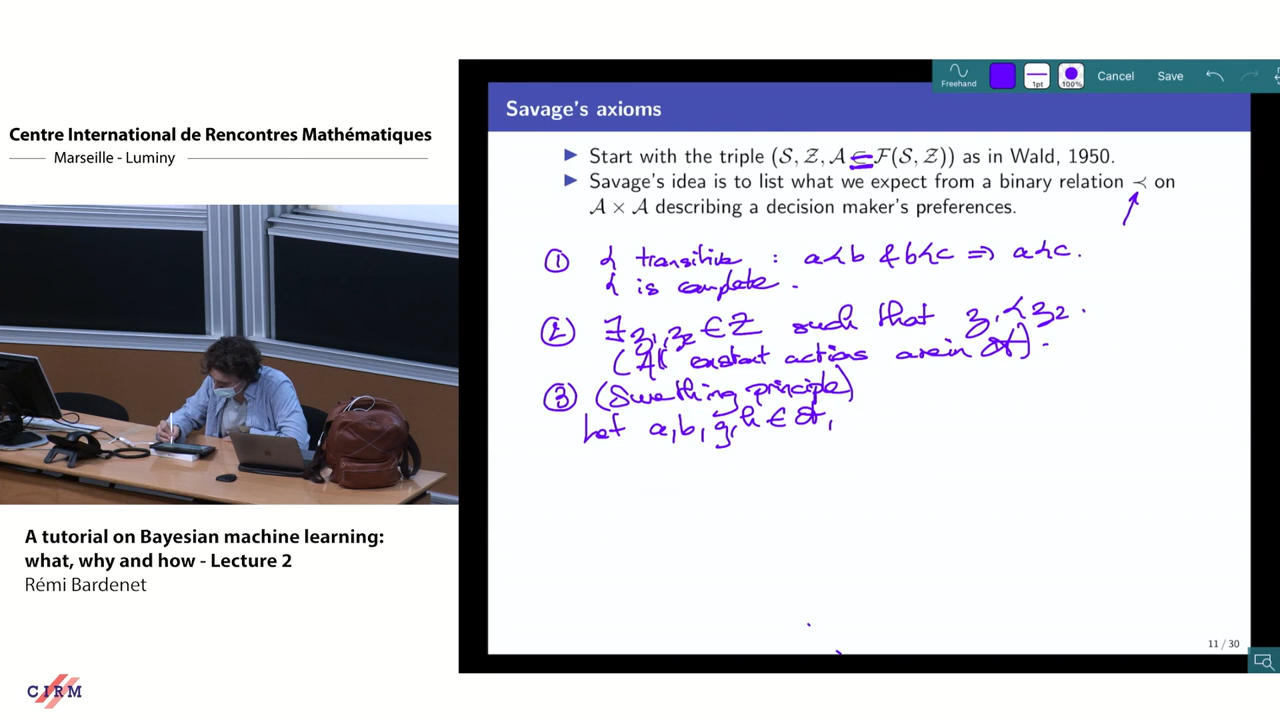 Centre International de Rencontres Mathématiques
Marseille - Luminy
Freehand
1pt
100%
Cancel
Save
Savage's axioms
▶ Start with the triple (𝒮, 𝒵, 𝒜 ⊆ ℱ(𝒮, 𝒵)) as in Wald, 1950.
▶ Savage's idea is to list what we expect from a binary relation ≺ on
𝒜 × 𝒜 describing a decision maker's preferences.
① ≺ transitive : a≺b & b≺c ⇒ a≺c.
≺ is complete.
② ∃ z₁, z₂ ∈ Z such that z₁ ≺ z₂.
(All constant actions are in 𝒜).
③ (Smething principle)
Let a, b, g, h ∈ 𝒜,
11 / 30
A tutorial on Bayesian machine learning:
what, why and how - Lecture 2
Rémi Bardenet
CIRM